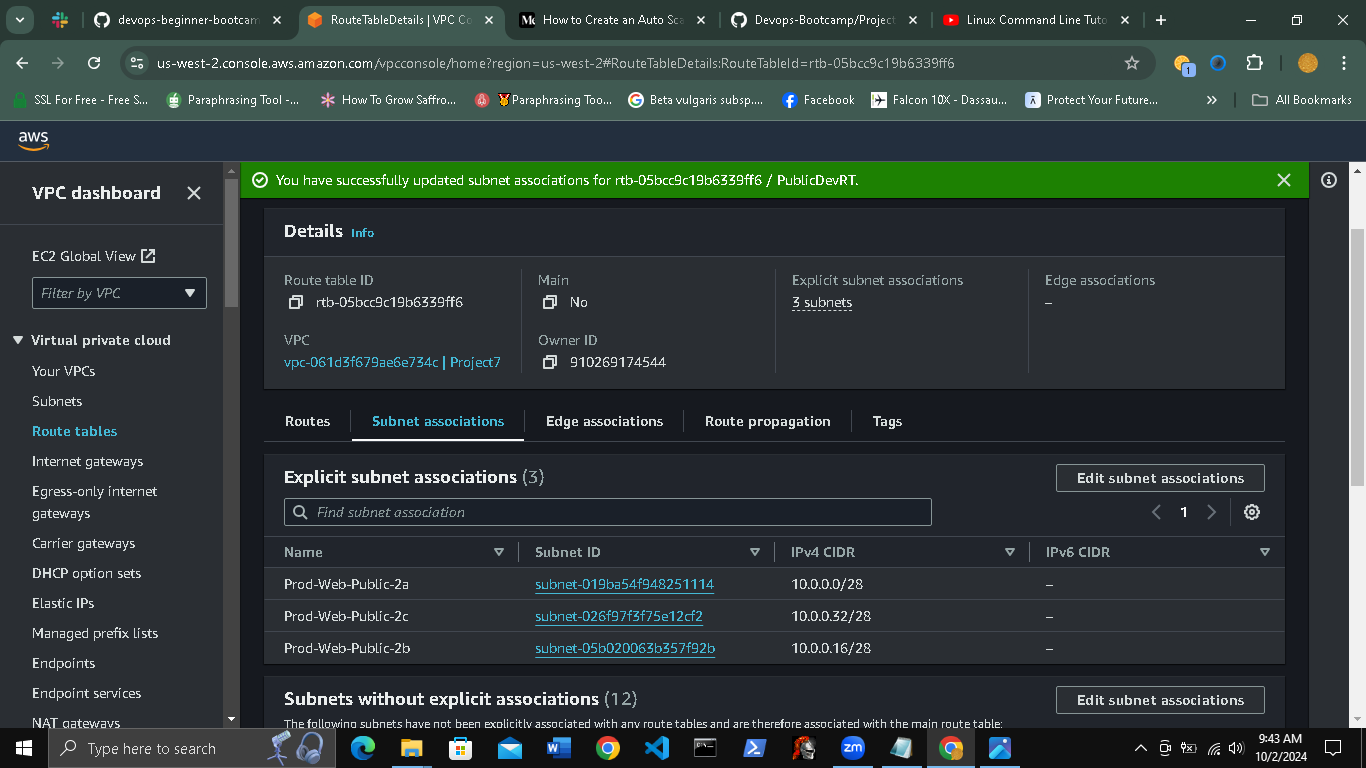 devops-beginner-bootcam
RouteTableDetails | VPC Co
How to Create an Auto Sca
Devops-Bootcamp/Project
Linux Command Line Tuto
us-west-2.console.aws.amazon.com/vpcconsole/home?region=us-west-2#RouteTableDetails:RouteTableId=rtb-05bcc9c19b6339ff6
1
SSL For Free - Free S...
Paraphrasing Tool -...
How To Grow Saffro...
Paraphrasing Too...
Beta vulgaris subsp....
Facebook
Falcon 10X - Dassau...
Protect Your Future...
All Bookmarks
aws
VPC dashboard
EC2 Global View
Filter by VPC
Virtual private cloud
Your VPCs
Subnets
Route tables
Internet gateways
Egress-only internet
gateways
Carrier gateways
DHCP option sets
Elastic IPs
Managed prefix lists
Endpoints
Endpoint services
NAT gateways
You have successfully updated subnet associations for rtb-05bcc9c19b6339ff6 / PublicDevRT.
Details Info
Route table ID
rtb-05bcc9c19b6339ff6
Main
No
Explicit subnet associations
3 subnets
Edge associations
–
VPC
vpc-061d3f679ae6e734c | Project7
Owner ID
910269174544
Routes
Subnet associations
Edge associations
Route propagation
Tags
Explicit subnet associations (3)
Edit subnet associations
Find subnet association
1
Name Subnet ID IPv4 CIDR IPv6 CIDR
Prod-Web-Public-2a subnet-019ba54f948251114 10.0.0.0/28 –
Prod-Web-Public-2c subnet-026f97f3f75e12cf2 10.0.0.32/28 –
Prod-Web-Public-2b subnet-05b020063b357f92b 10.0.0.16/28 –
Subnets without explicit associations (12)
Edit subnet associations
The following subnets have not been explicitly associated with any route tables and are therefore associated with the main route table:
Type here to search
zm
9:43 AM
10/2/2024